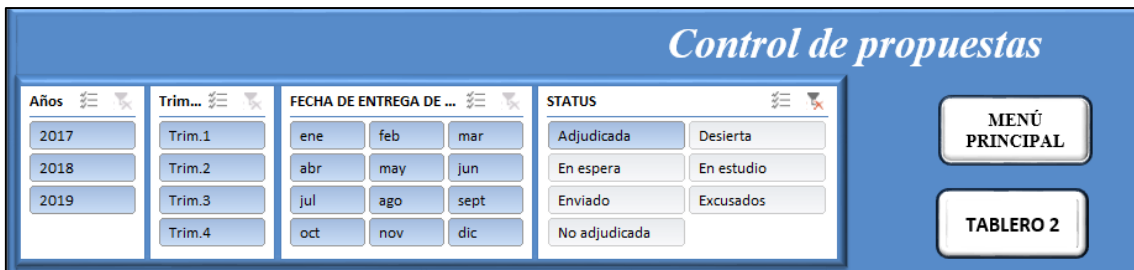 Control de propuestas
Años
2017
2018
2019
Trim...
Trim.1
Trim.2
Trim.3
Trim.4
FECHA DE ENTREGA DE ...
ene feb mar
abr may jun
jul ago sept
oct nov dic
STATUS
Adjudicada Desierta
En espera En estudio
Enviado Excusados
No adjudicada
MENÚ
PRINCIPAL
TABLERO 2